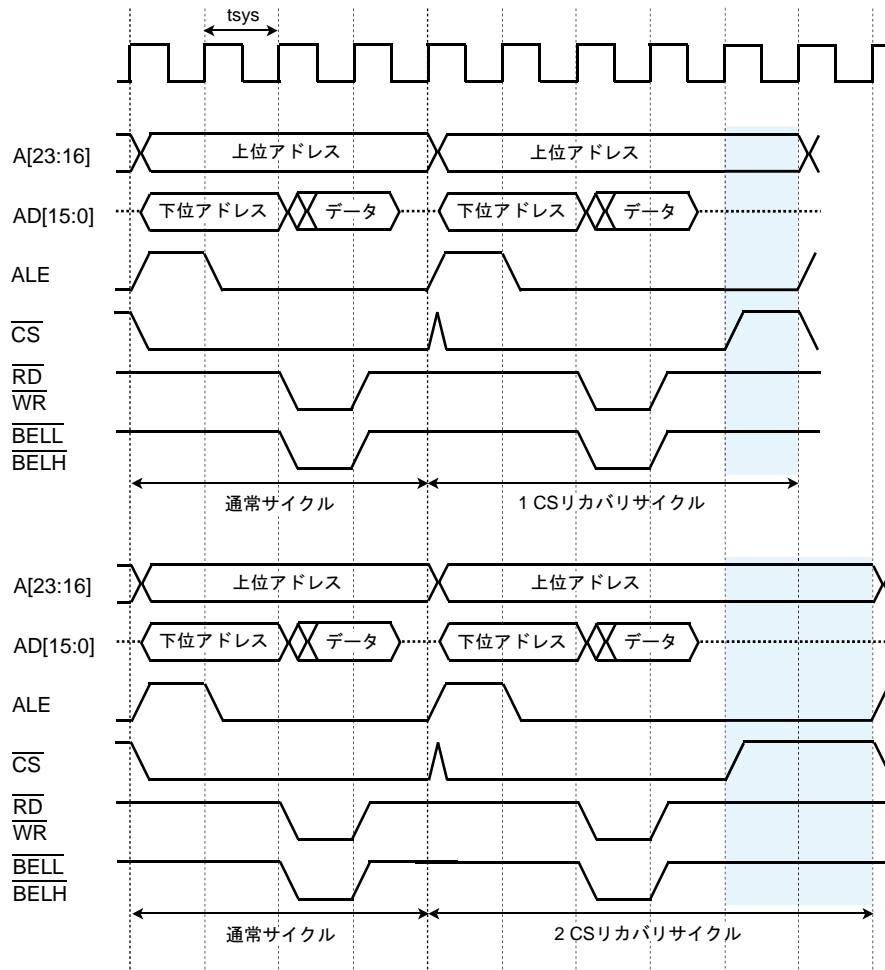 tsys
A[23:16]
上位アドレス
上位アドレス
AD[15:0]
下位アドレス
データ
下位アドレス
データ
ALE
CS
RD
WR
BELL
BELH
通常サイクル
1 CSリカバリサイクル
A[23:16]
上位アドレス
上位アドレス
AD[15:0]
下位アドレス
データ
下位アドレス
データ
ALE
CS
RD
WR
BELL
BELH
通常サイクル
2 CSリカバリサイクル